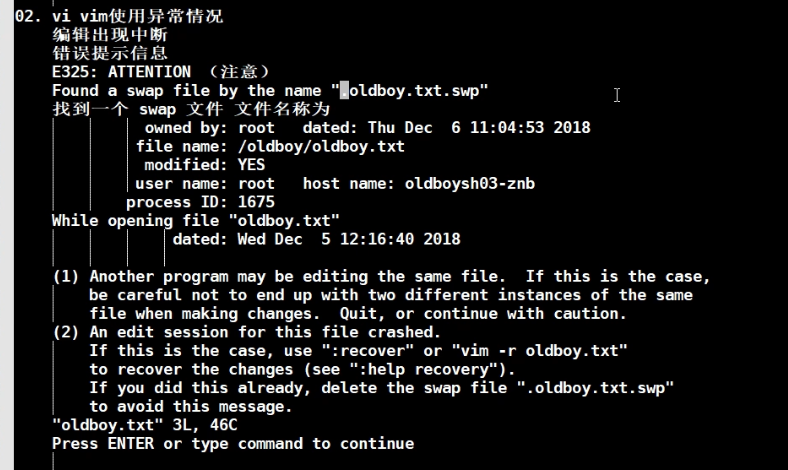 02. vi vim使用异常情况
编辑出现中断
错误提示信息
E325: ATTENTION （注意）
Found a swap file by the name ".oldboy.txt.swp"
找到一个 swap 文件 文件名称为
owned by: root   dated: Thu Dec  6 11:04:53 2018
file name: /oldboy/oldboy.txt
modified: YES
user name: root   host name: oldboysh03-znb
process ID: 1675
While opening file "oldboy.txt"
dated: Wed Dec  5 12:16:40 2018
(1) Another program may be editing the same file.  If this is the case,
be careful not to end up with two different instances of the same
file when making changes.  Quit, or continue with caution.
(2) An edit session for this file crashed.
If this is the case, use ":recover" or "vim -r oldboy.txt"
to recover the changes (see ":help recovery").
If you did this already, delete the swap file ".oldboy.txt.swp"
to avoid this message.
"oldboy.txt" 3L, 46C
Press ENTER or type command to continue